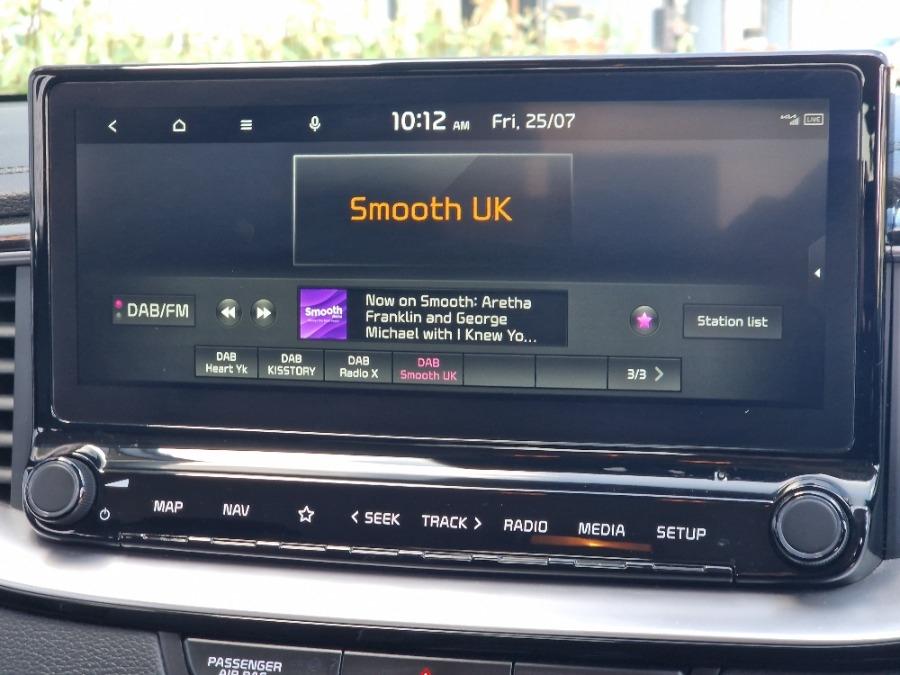 10:12 AM Fri, 25/07
LIVE
Smooth UK
DAB/FM
Smooth
Now on Smooth: Aretha
Franklin and George
Michael with I Knew Yo...
Station list
DAB
Heart Yk
DAB
KISSTORY
DAB
Radio X
DAB
Smooth UK
3/3 >
MAP
NAV
< SEEK
TRACK >
RADIO
MEDIA
SETUP
PASSENGER
AIR BAG